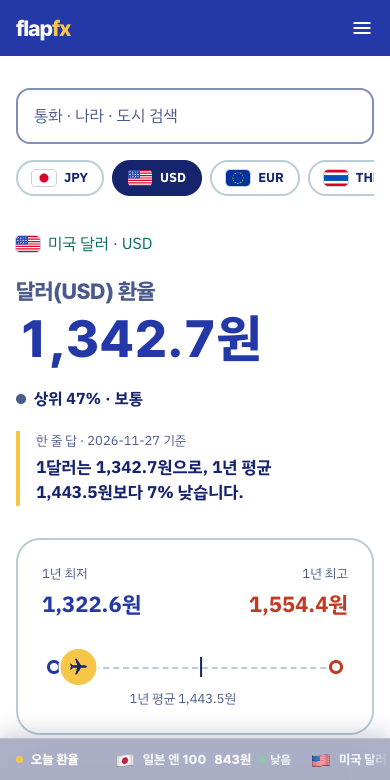 flapfx
통화 · 나라 · 도시 검색
JPY USD EUR
미국 달러 · USD
달러(USD) 환율
1,342.7원
상위 47% · 보통
한 줄 답 · 2026-11-27 기준
1달러는 1,342.7원으로, 1년 평균
1,443.5원보다 7% 낮습니다.
1년 최저 1년 최고
1,322.6원 1,554.4원
1년 평균 1,443.5원
오늘 환율 일본 엔 100 843원 낮음 미국 달러